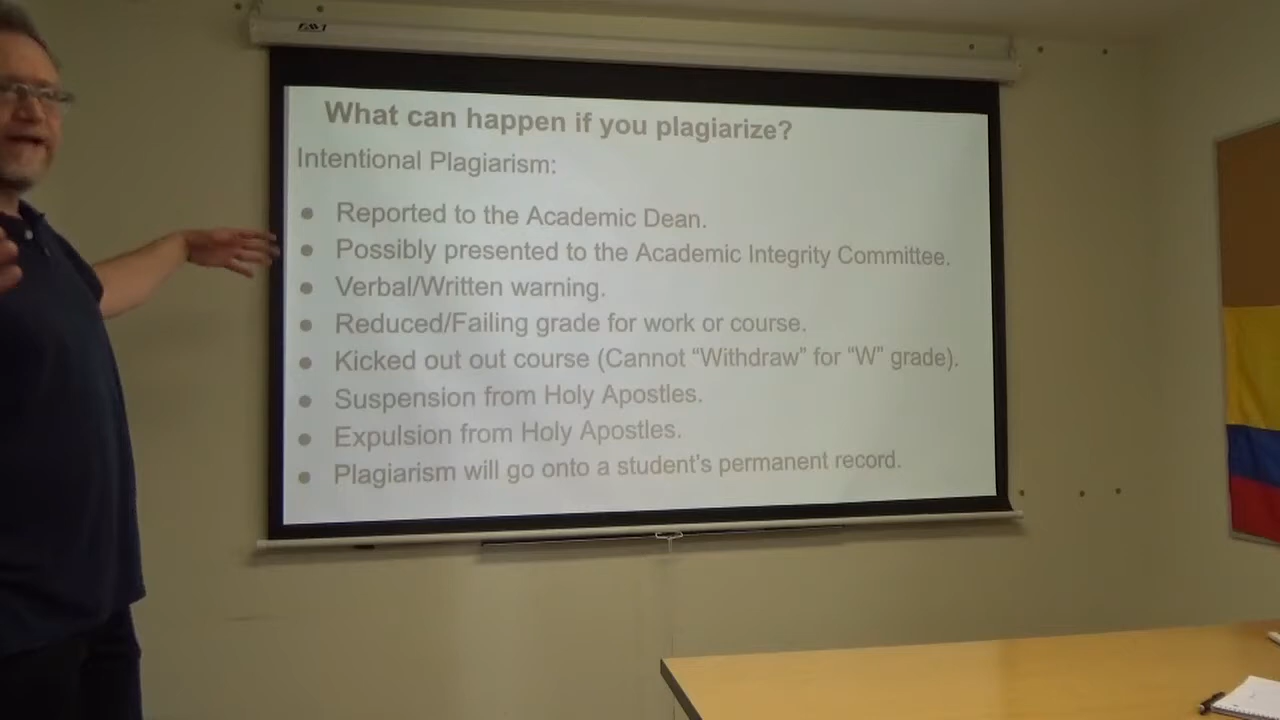 FAVI
What can happen if you plagiarize?
Intentional Plagiarism:
● Reported to the Academic Dean.
● Possibly presented to the Academic Integrity Committee.
● Verbal/Written warning.
● Reduced/Failing grade for work or course.
● Kicked out out course (Cannot “Withdraw” for “W” grade).
● Suspension from Holy Apostles.
● Expulsion from Holy Apostles.
● Plagiarism will go onto a student's permanent record.